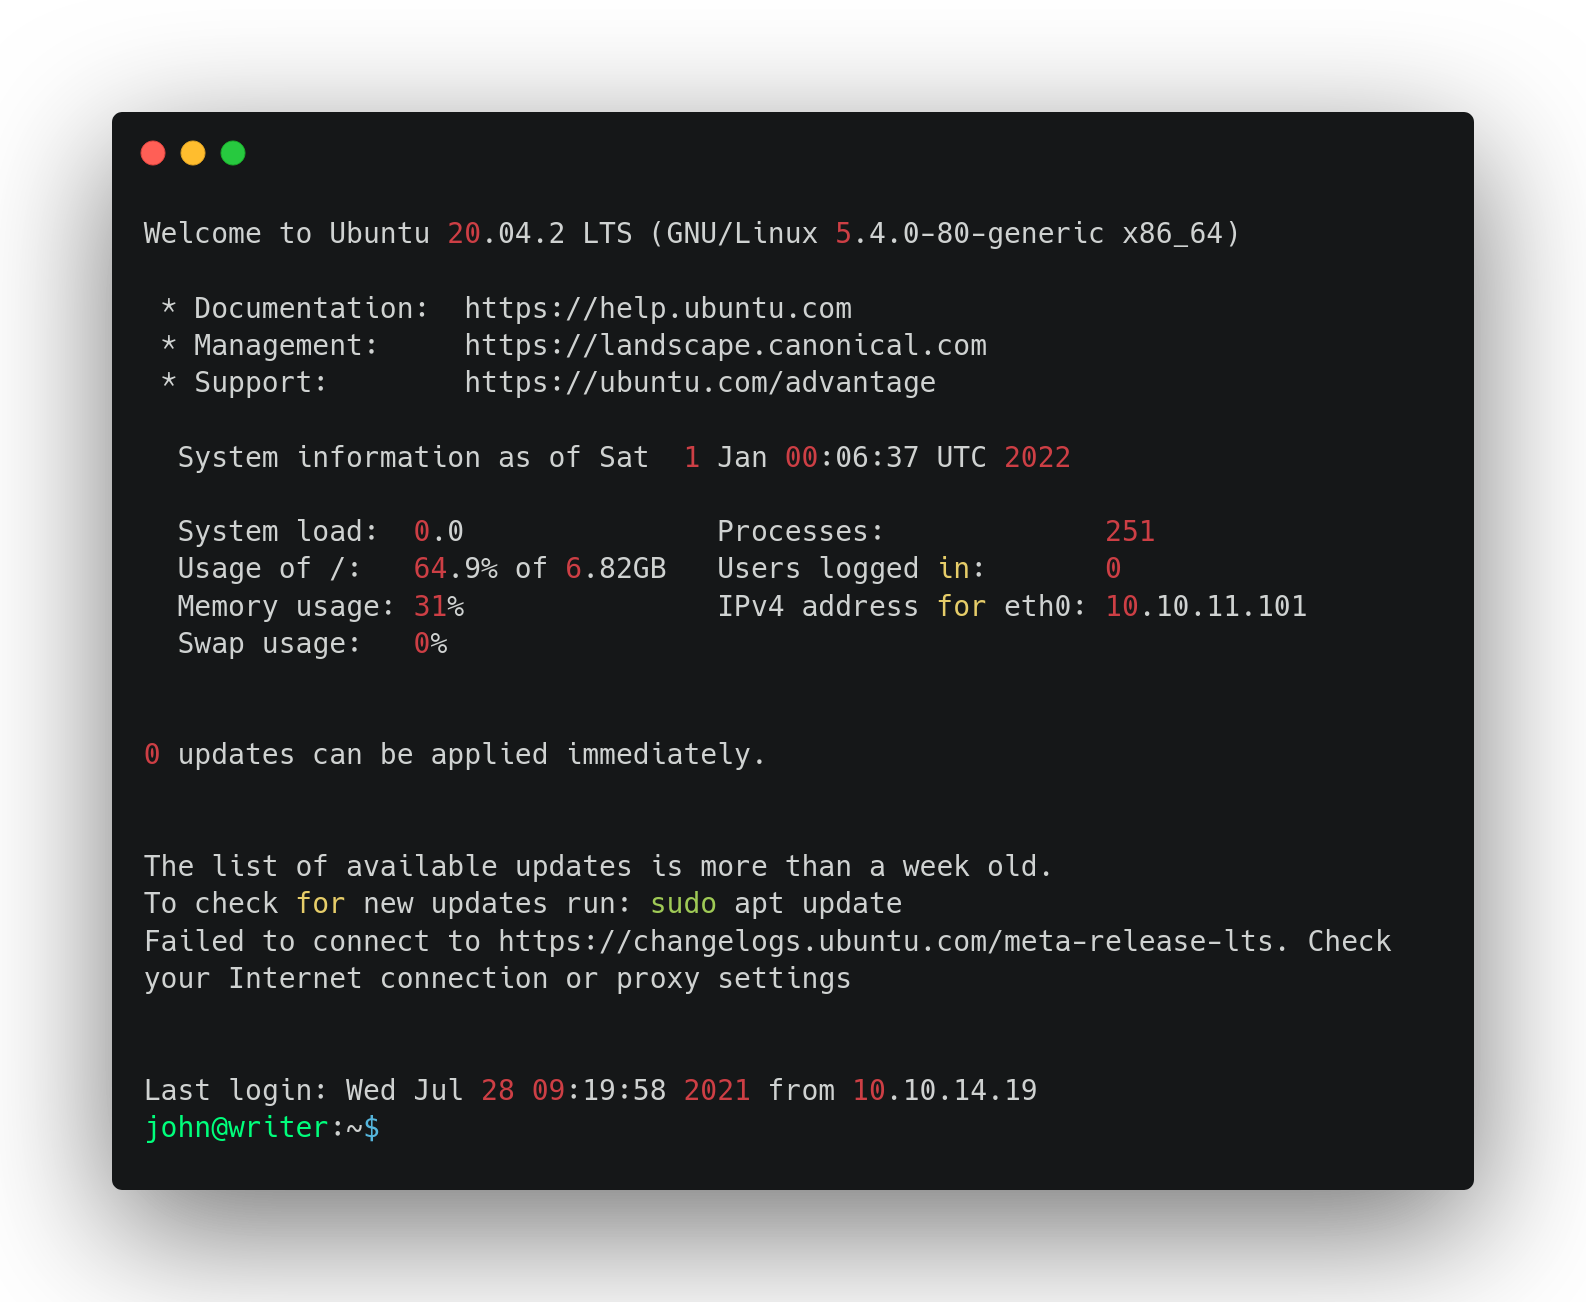 Welcome to Ubuntu 20.04.2 LTS (GNU/Linux 5.4.0-80-generic x86_64)
 * Documentation:  https://help.ubuntu.com
 * Management:     https://landscape.canonical.com
 * Support:        https://ubuntu.com/advantage
  System information as of Sat  1 Jan 00:06:37 UTC 2022
  System load:  0.0               Processes:             251
  Usage of /:   64.9% of 6.82GB   Users logged in:       0
  Memory usage: 31%               IPv4 address for eth0: 10.10.11.101
  Swap usage:   0%
0 updates can be applied immediately.
The list of available updates is more than a week old.
To check for new updates run: sudo apt update
Failed to connect to https://changelogs.ubuntu.com/meta-release-lts. Check
your Internet connection or proxy settings
Last login: Wed Jul 28 09:19:58 2021 from 10.10.14.19
john@writer:~$